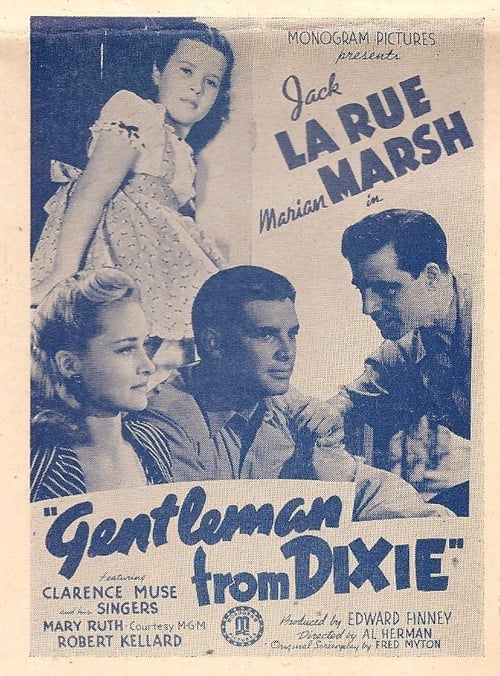 MONOGRAM PICTURES
presents
Jack
LA RUE
Marian MARSH
in
"Gentleman
from DIXIE"
Featuring
CLARENCE MUSE
and his SINGERS
MARY RUTH - Courtesy M-G-M
ROBERT KELLARD
Produced by EDWARD FINNEY
Directed by AL HERMAN
Original Screenplay by FRED MYTON